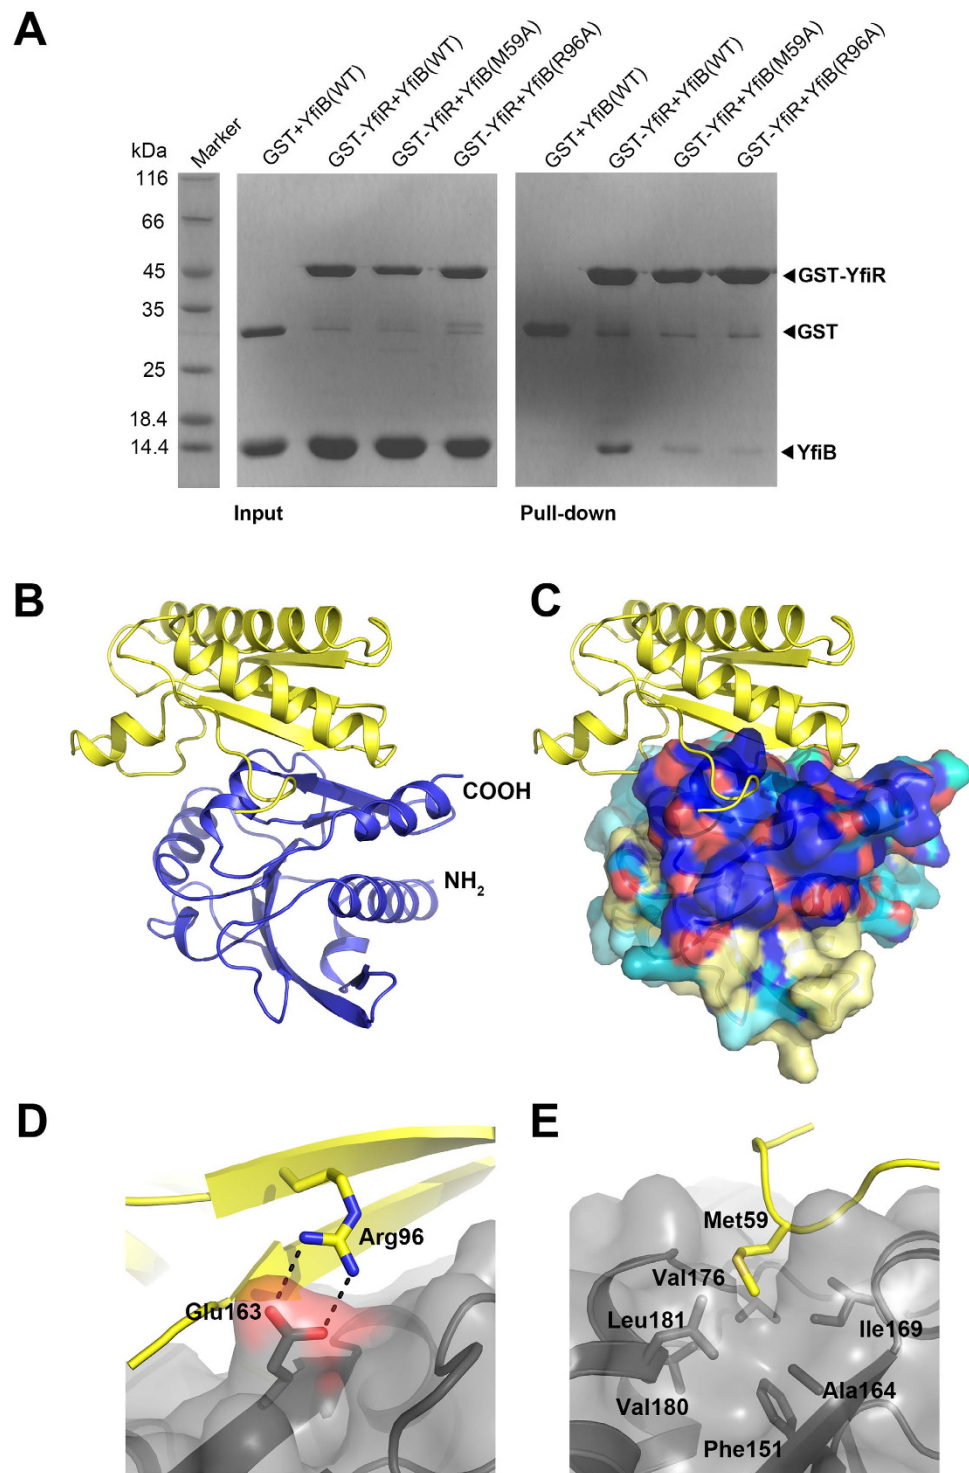 A
kDa
Marker
GST+YfiB(WT)
GST-YfiR+YfiB(WT)
GST-YfiR+YfiB(M59A)
GST-YfiR+YfiB(R96A)
GST+YfiB(WT)
GST-YfiR+YfiB(WT)
GST-YfiR+YfiB(M59A)
GST-YfiR+YfiB(R96A)
116
66
45
35
25
18.4
14.4
GST-YfiR
GST
YfiB
Input
Pull-down
B
COOH
NH2
C
D
Arg96
Glu163
E
Met59
Val176
Leu181
Ile169
Val180
Ala164
Phe151